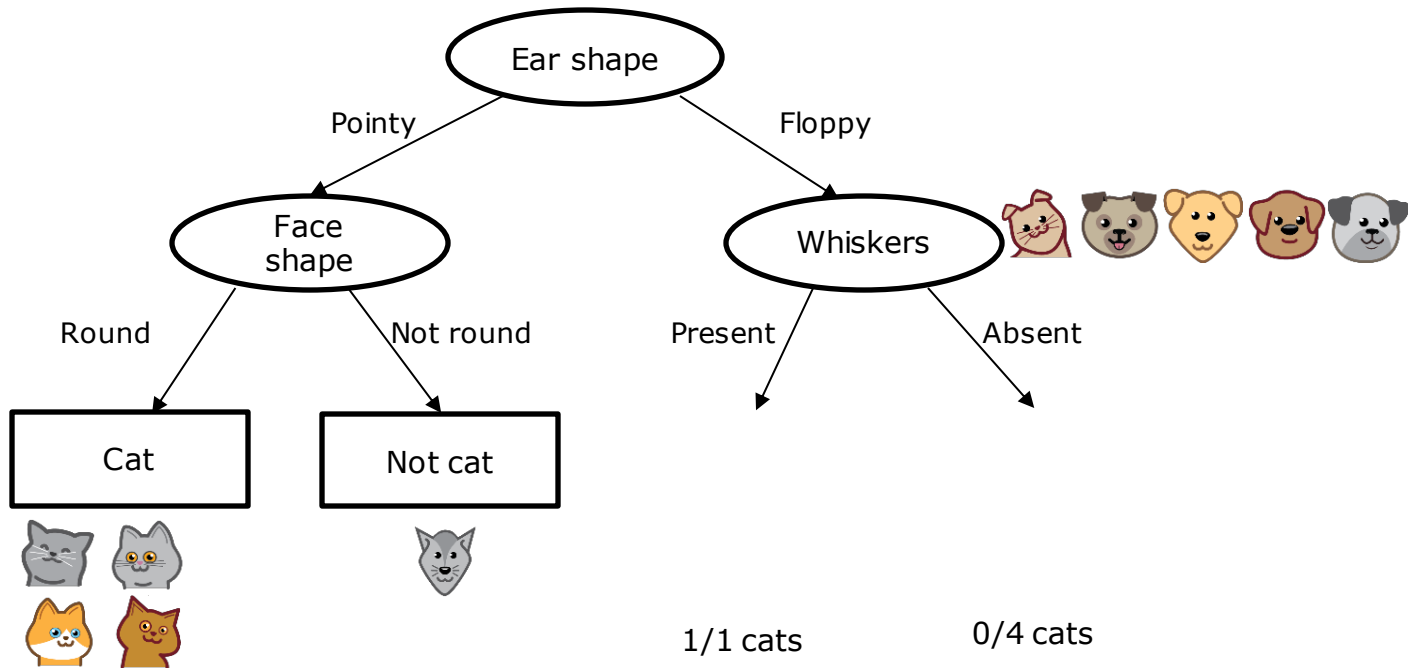 Ear shape
Pointy
Floppy
Face
shape
Whiskers
Round
Not round
Present
Absent
Cat
Not cat
1/1 cats
0/4 cats